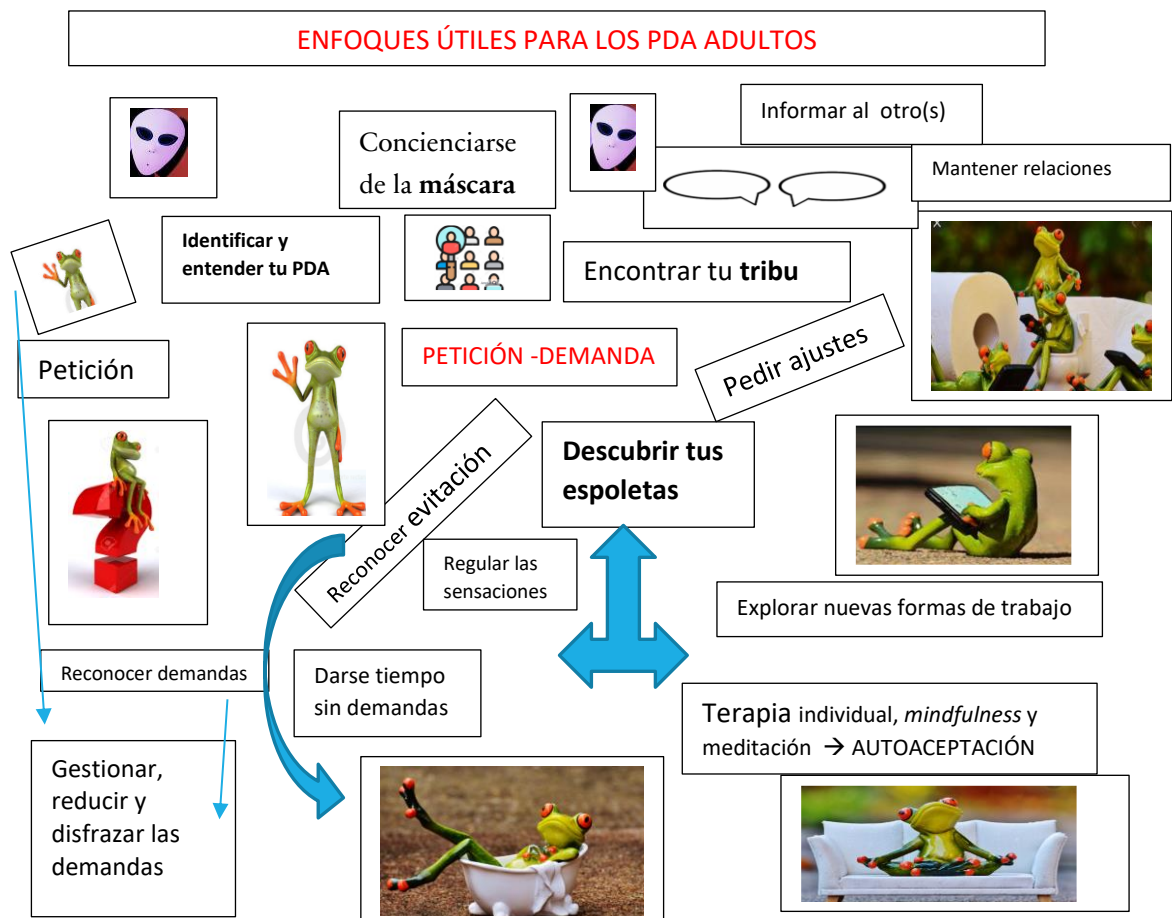 ENFOQUES ÚTILES PARA LOS PDA ADULTOS
Informar al otro(s)
Concienciarse
de la máscara
Mantener relaciones
Identificar y
entender tu PDA
Encontrar tu tribu
Petición
PETICIÓN -DEMANDA
Pedir ajustes
Reconocer evitación
Descubrir tus
espoletas
Regular las
sensaciones
Explorar nuevas formas de trabajo
Reconocer demandas
Darse tiempo
sin demandas
Terapia individual, mindfulness y
meditación → AUTOACEPTACIÓN
Gestionar,
reducir y
disfrazar las
demandas